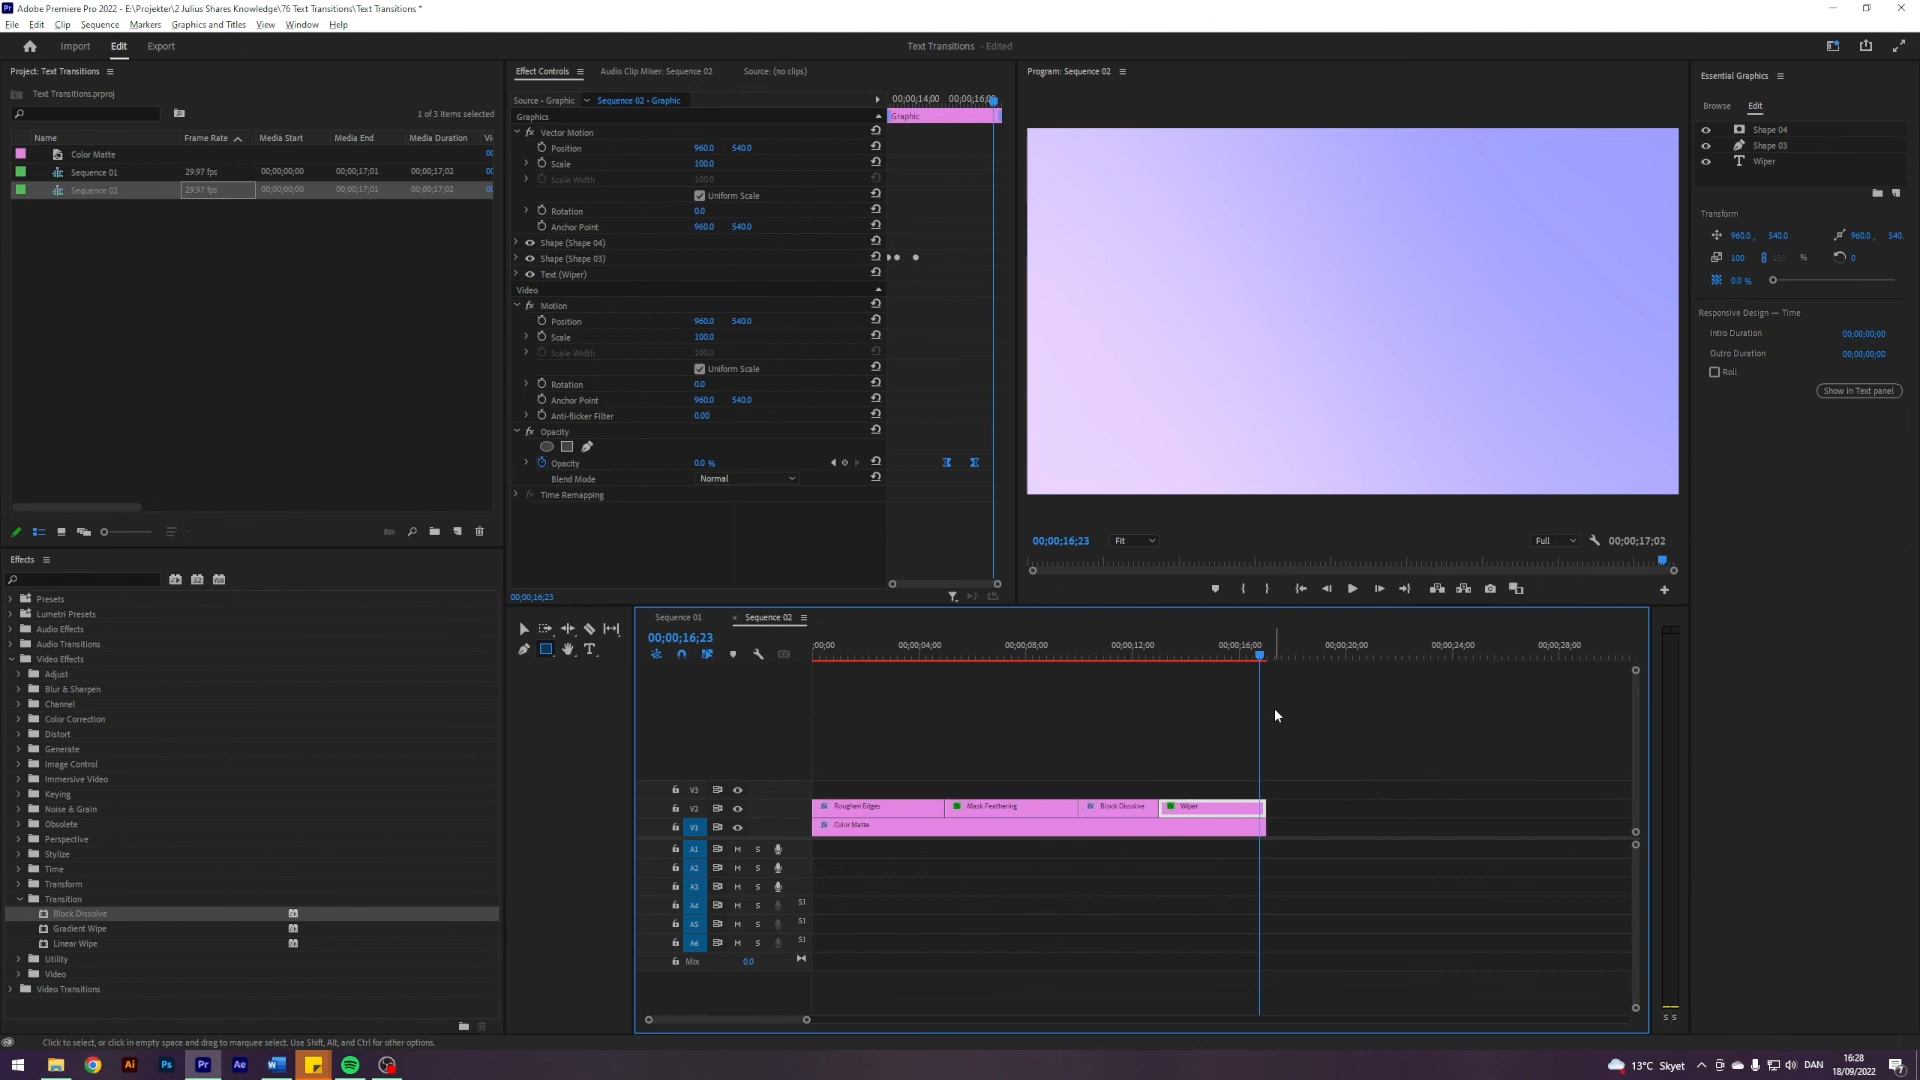 Adobe Premiere Pro 2022 - E:\Projekter\2 Julius Shares Knowledge\76 Text Transitions\Text Transitions *
File Edit Clip Sequence Markers Graphics and Titles View Window Help
Import Edit Export
Text Transitions - Edited
Project: Text Transitions
Text Transitions.prproj
1 of 3 items selected
Name Frame Rate Media Start Media End Media Duration
Color Matte
Sequence 01 29.97 fps 00;00;00;00 00;00;17;01 00;00;17;02
Sequence 02 29.97 fps 00;00;00;00 00;00;17;01 00;00;17;02
Effects
Presets
Lumetri Presets
Audio Effects
Audio Transitions
Video Effects
Adjust
Blur & Sharpen
Channel
Color Correction
Distort
Generate
Image Control
Immersive Video
Keying
Noise & Grain
Obsolete
Perspective
Stylize
Time
Transform
Transition
Block Dissolve
Gradient Wipe
Linear Wipe
Utility
Video
Video Transitions
Effect Controls Audio Clip Mixer: Sequence 02 Source: (no clips)
Source • Graphic Sequence 02 • Graphic
00;00;14;00 00;00;16;00
Graphics
Graphic
fx Vector Motion
Position 960.0 540.0
Scale 100.0
Scale Width 100.0
Uniform Scale
Rotation 0.0
Anchor Point 960.0 540.0
Shape (Shape 04)
Shape (Shape 03)
Text (Wiper)
Video
fx Motion
Position 960.0 540.0
Scale 100.0
Scale Width 100.0
Uniform Scale
Rotation 0.0
Anchor Point 960.0 540.0
Anti-flicker Filter 0.00
fx Opacity
Opacity 0.0 %
Blend Mode Normal
fx Time Remapping
00;00;16;23
Program: Sequence 02
00;00;16;23 Fit Full 00;00;17;02
Essential Graphics
Browse Edit
Shape 04
Shape 03
T Wiper
Transform
960.0 , 540.0 960.0 , 540.
100 100 % 0
0.0 %
Responsive Design — Time
Intro Duration 00;00;00;00
Outro Duration 00;00;00;00
Roll
Show in Text panel
Sequence 01 × Sequence 02
00;00;16;23
;00;00 00;00;04;00 00;00;08;00 00;00;12;00 00;00;16;00 00;00;20;00 00;00;24;00 00;00;28;00
V3
V2 Roughen Edges Mask Feathering Block Dissolve Wiper
V1 Color Matte
A1 M S
A2 M S
A3 M S
A4 M S S1
A5 M S S1
A6 M S S1
Mix 0.0
S S
Click to select, or click in empty space and drag to marquee select. Use Shift, Alt, and Ctrl for other options.
Ai Ps Pr Ae W
13°C Skyet DAN
16:28
18/09/2022